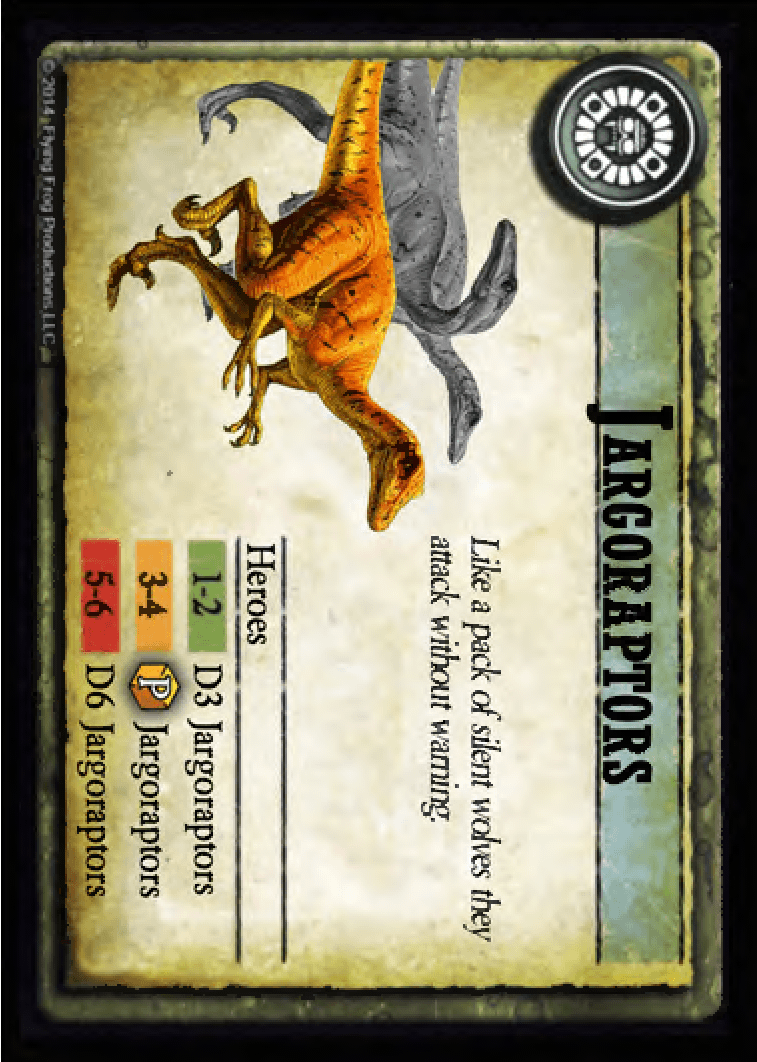 JARGORAPTORS
Like a pack of silent wolves they
attack without warning.
Heroes
1-2 D3 Jargoraptors
3-4 P Jargoraptors
5-6 D6 Jargoraptors
© 2014 Flying Frog Productions, LLC